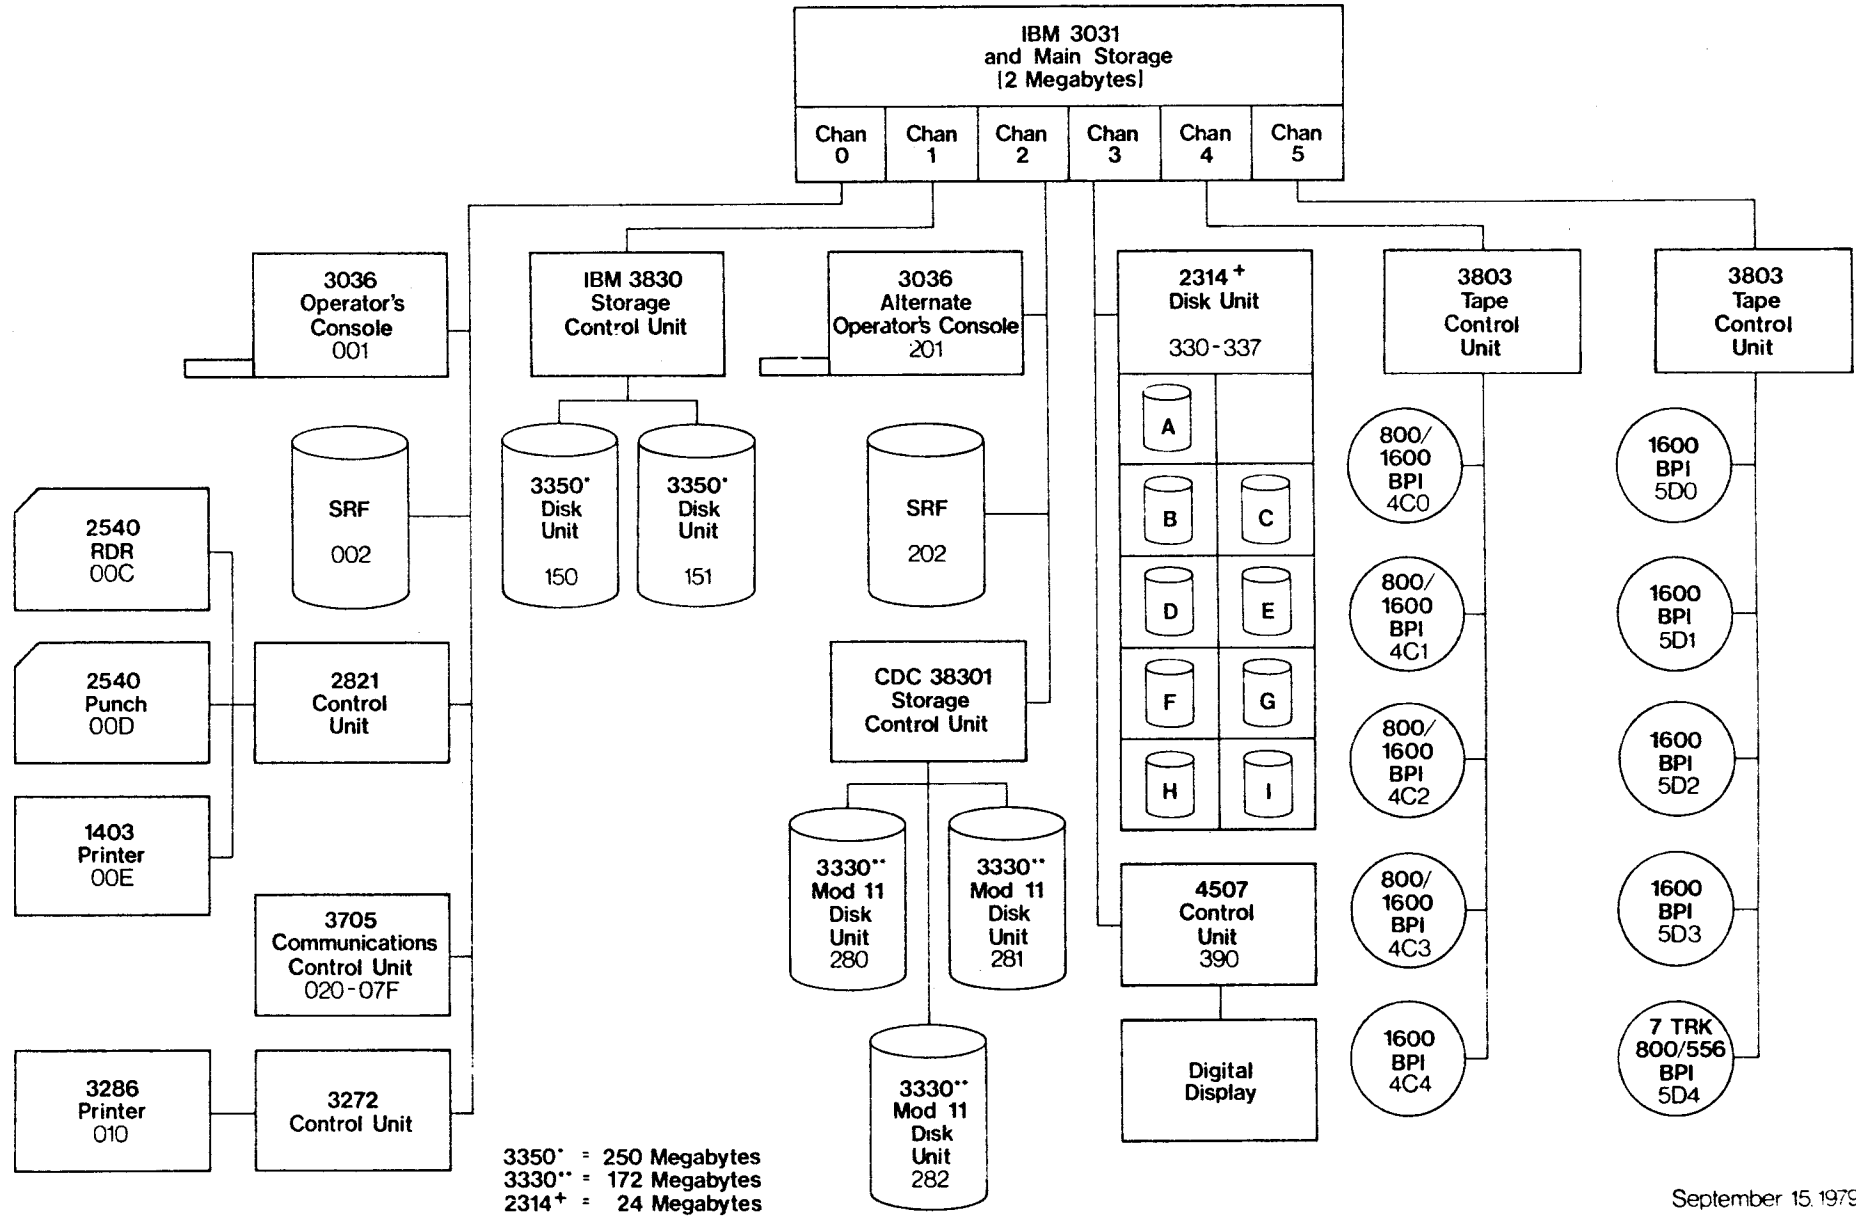 IBM 3031
and Main Storage
[2 Megabytes]
Chan
0
Chan
1
Chan
2
Chan
3
Chan
4
Chan
5
3036
Operator's
Console
001
IBM 3830
Storage
Control Unit
3036
Alternate
Operator's Console
201
2314+
Disk Unit
330-337
3803
Tape
Control
Unit
3803
Tape
Control
Unit
SRF
002
3350*
Disk
Unit
150
3350*
Disk
Unit
151
SRF
202
A
B
C
D
E
F
G
H
I
800/
1600
BPI
4C0
800/
1600
BPI
4C1
800/
1600
BPI
4C2
800/
1600
BPI
4C3
1600
BPI
4C4
1600
BPI
5D0
1600
BPI
5D1
1600
BPI
5D2
1600
BPI
5D3
7 TRK
800/556
BPI
5D4
2540
RDR
00C
2540
Punch
00D
1403
Printer
00E
2821
Control
Unit
3705
Communications
Control Unit
020-07F
3286
Printer
010
3272
Control Unit
CDC 38301
Storage
Control Unit
3330**
Mod 11
Disk
Unit
280
3330**
Mod 11
Disk
Unit
281
3330**
Mod 11
Disk
Unit
282
4507
Control
Unit
390
Digital
Display
3350* = 250 Megabytes
3330** = 172 Megabytes
2314+ = 24 Megabytes
September 15, 1979